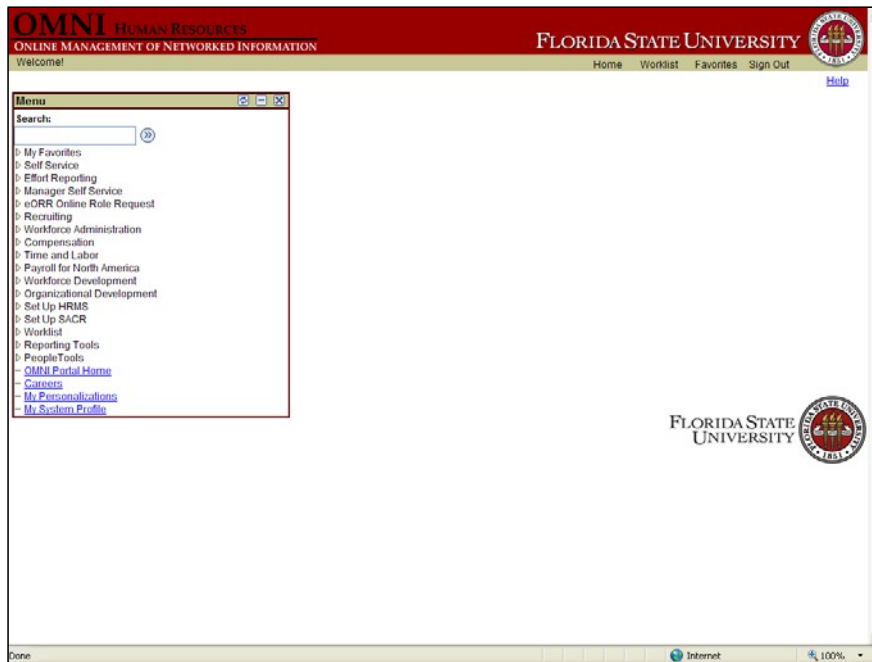 OMNI HUMAN RESOURCES
ONLINE MANAGEMENT OF NETWORKED INFORMATION
FLORIDA STATE UNIVERSITY
Welcome!
Home Worklist Favorites Sign Out
Help
Menu
Search:
My Favorites
Self Service
Effort Reporting
Manager Self Service
eORR Online Role Request
Recruiting
Workforce Administration
Compensation
Time and Labor
Payroll for North America
Workforce Development
Organizational Development
Set Up HRMS
Set Up SACR
Worklist
Reporting Tools
PeopleTools
OMNI Portal Home
Careers
My Personalizations
My System Profile
FLORIDA STATE
UNIVERSITY
1851
Done
Internet
100%